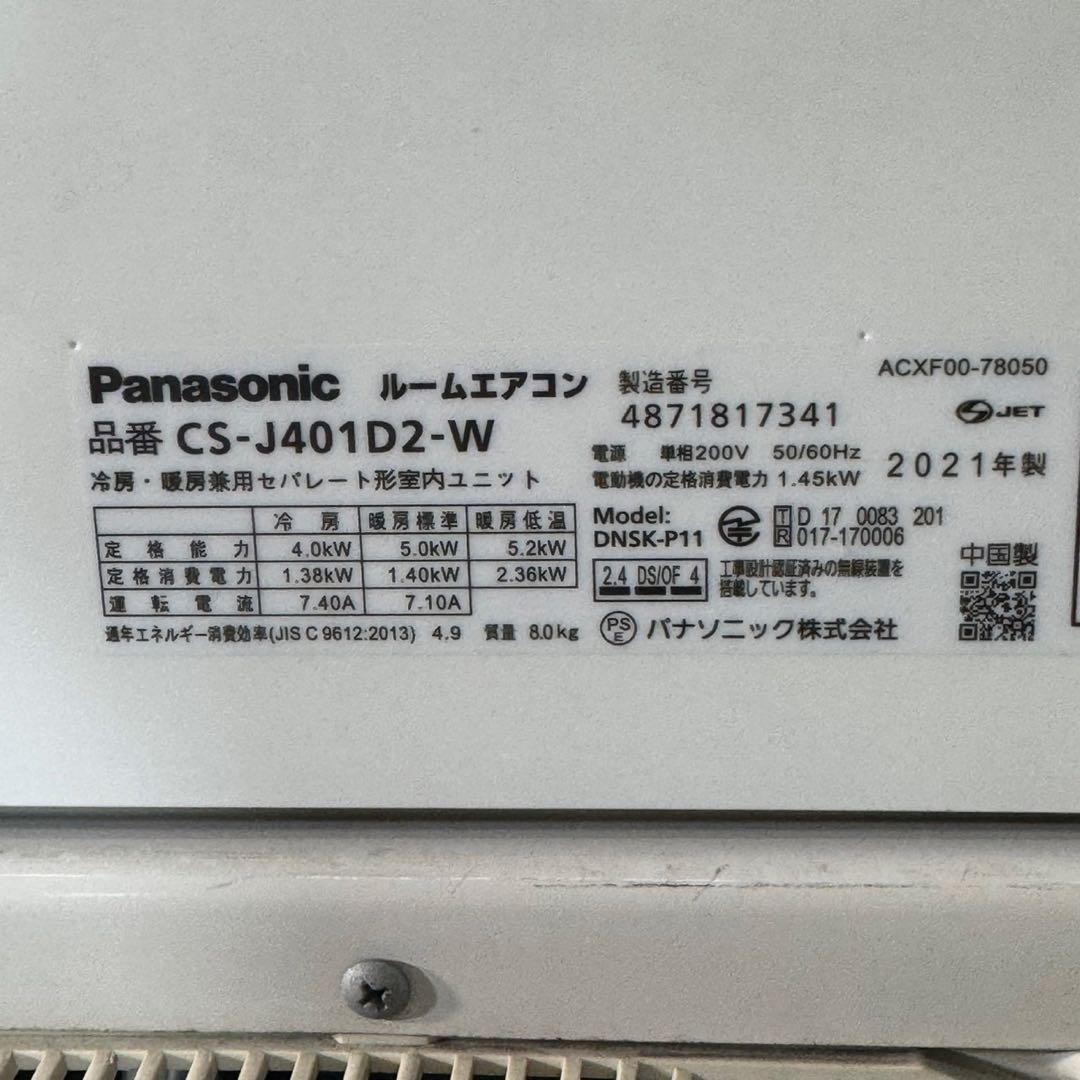 Panasonic ルームエアコン
品番 CS-J401D2-W
冷房・暖房兼用セパレート形室内ユニット
冷房 暖房標準 暖房低温
定格能力 4.0kW 5.0kW 5.2kW
定格消費電力 1.38kW 1.40kW 2.36kW
運転電流 7.40A 7.10A
通年エネルギー消費効率(JIS C 9612:2013) 4.9 質量 8.0kg
製造番号
4871817341
電源 単相200V 50/60Hz
電動機の定格消費電力 1.45kW
ACXF00-78050
JET
2021年製
Model:
DNSK-P11
T D 17 0083 201
R 017-170006
2.4 DS/OF 4
工事設計認証済みの無線装置を
搭載しています。
PS
E
パナソニック株式会社
中国製